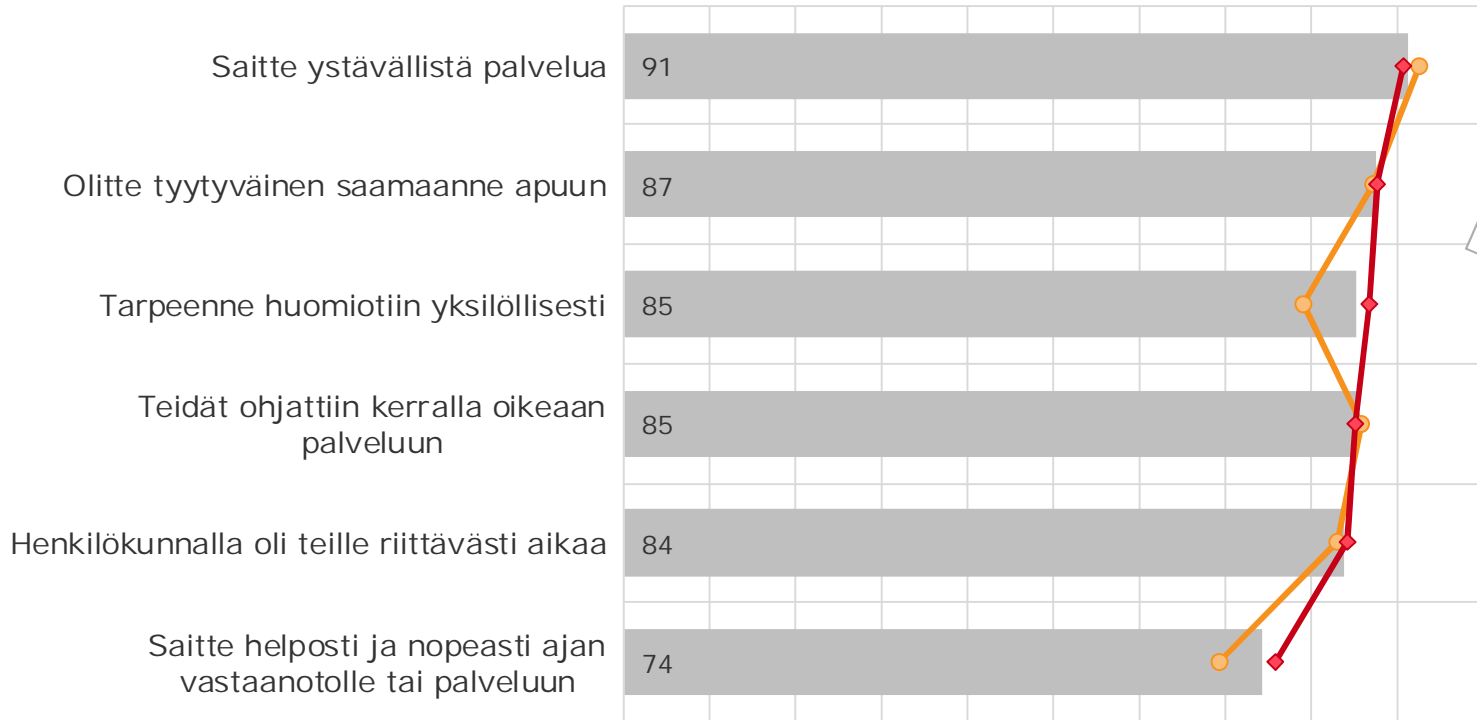 Saitte ystävällistä palvelua
91
Olitte tyytyväinen saamaanne apuun
87
Tarpeenne huomiotiin yksilöllisesti
85
Teidät ohjattiin kerralla oikeaan
palveluun
85
Henkilökunnalla oli teille riittävästi aikaa
84
Saitte helposti ja nopeasti ajan
vastaanotolle tai palveluun
74